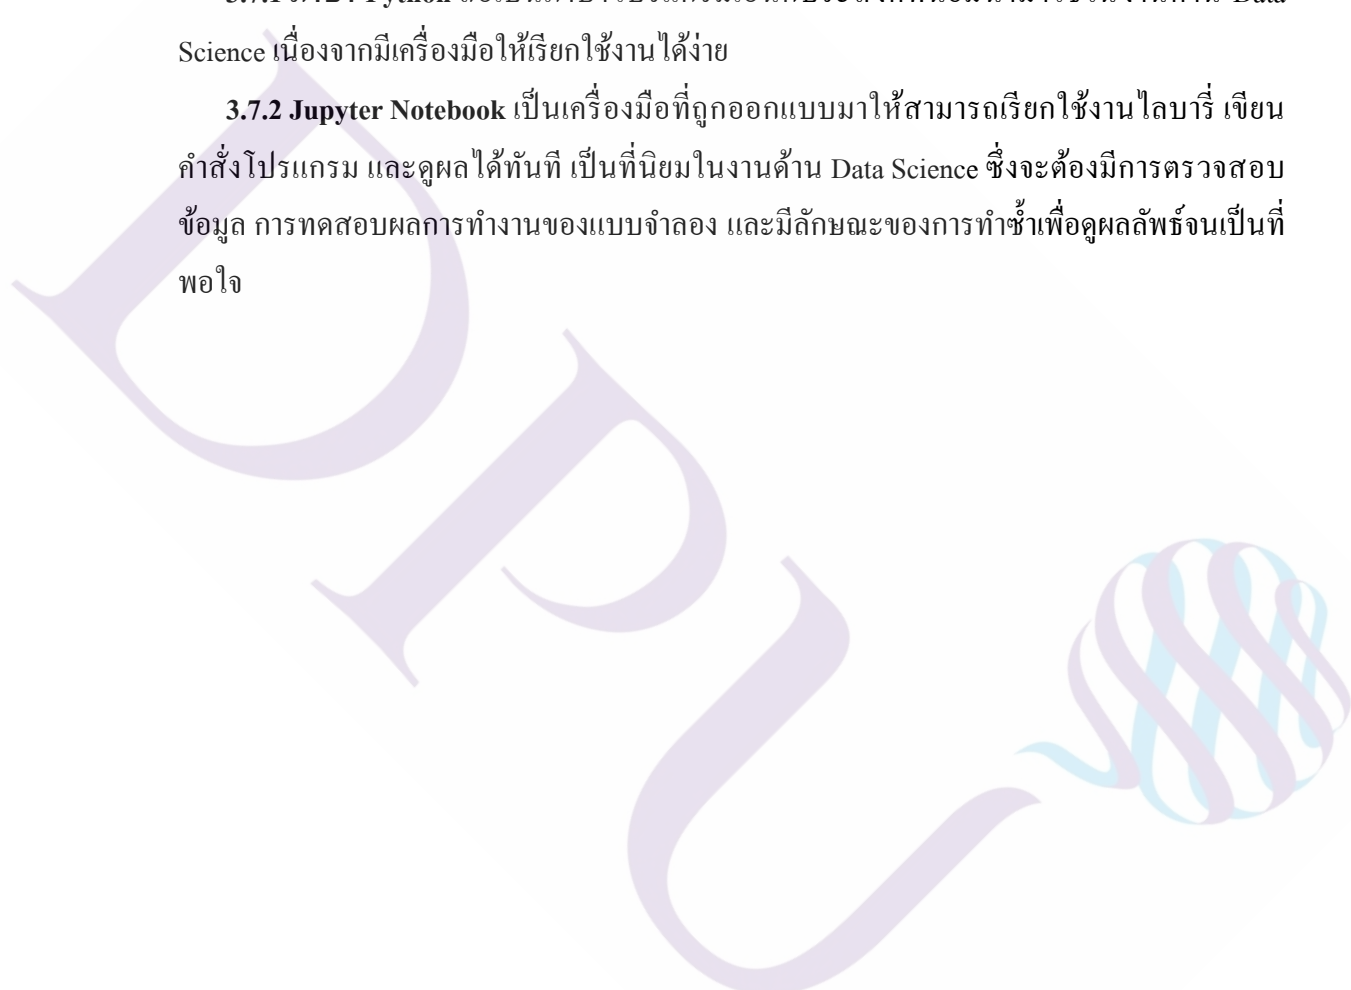 Science เนื่องจากมีเครื่องมือให้เรียกใช้งานได้ง่าย
3.7.2 Jupyter Notebook เป็นเครื่องมือที่ถูกออกแบบมาให้สามารถเรียกใช้งานไลบารี่ เขียน
คำสั่งโปรแกรม และดูผลได้ทันที เป็นที่นิยมในงานด้าน Data Science ซึ่งจะต้องมีการตรวจสอบ
ข้อมูล การทดสอบผลการทำงานของแบบจำลอง และมีลักษณะของการทำซ้ำเพื่อดูผลลัพธ์จนเป็นที่
พอใจ
DPU